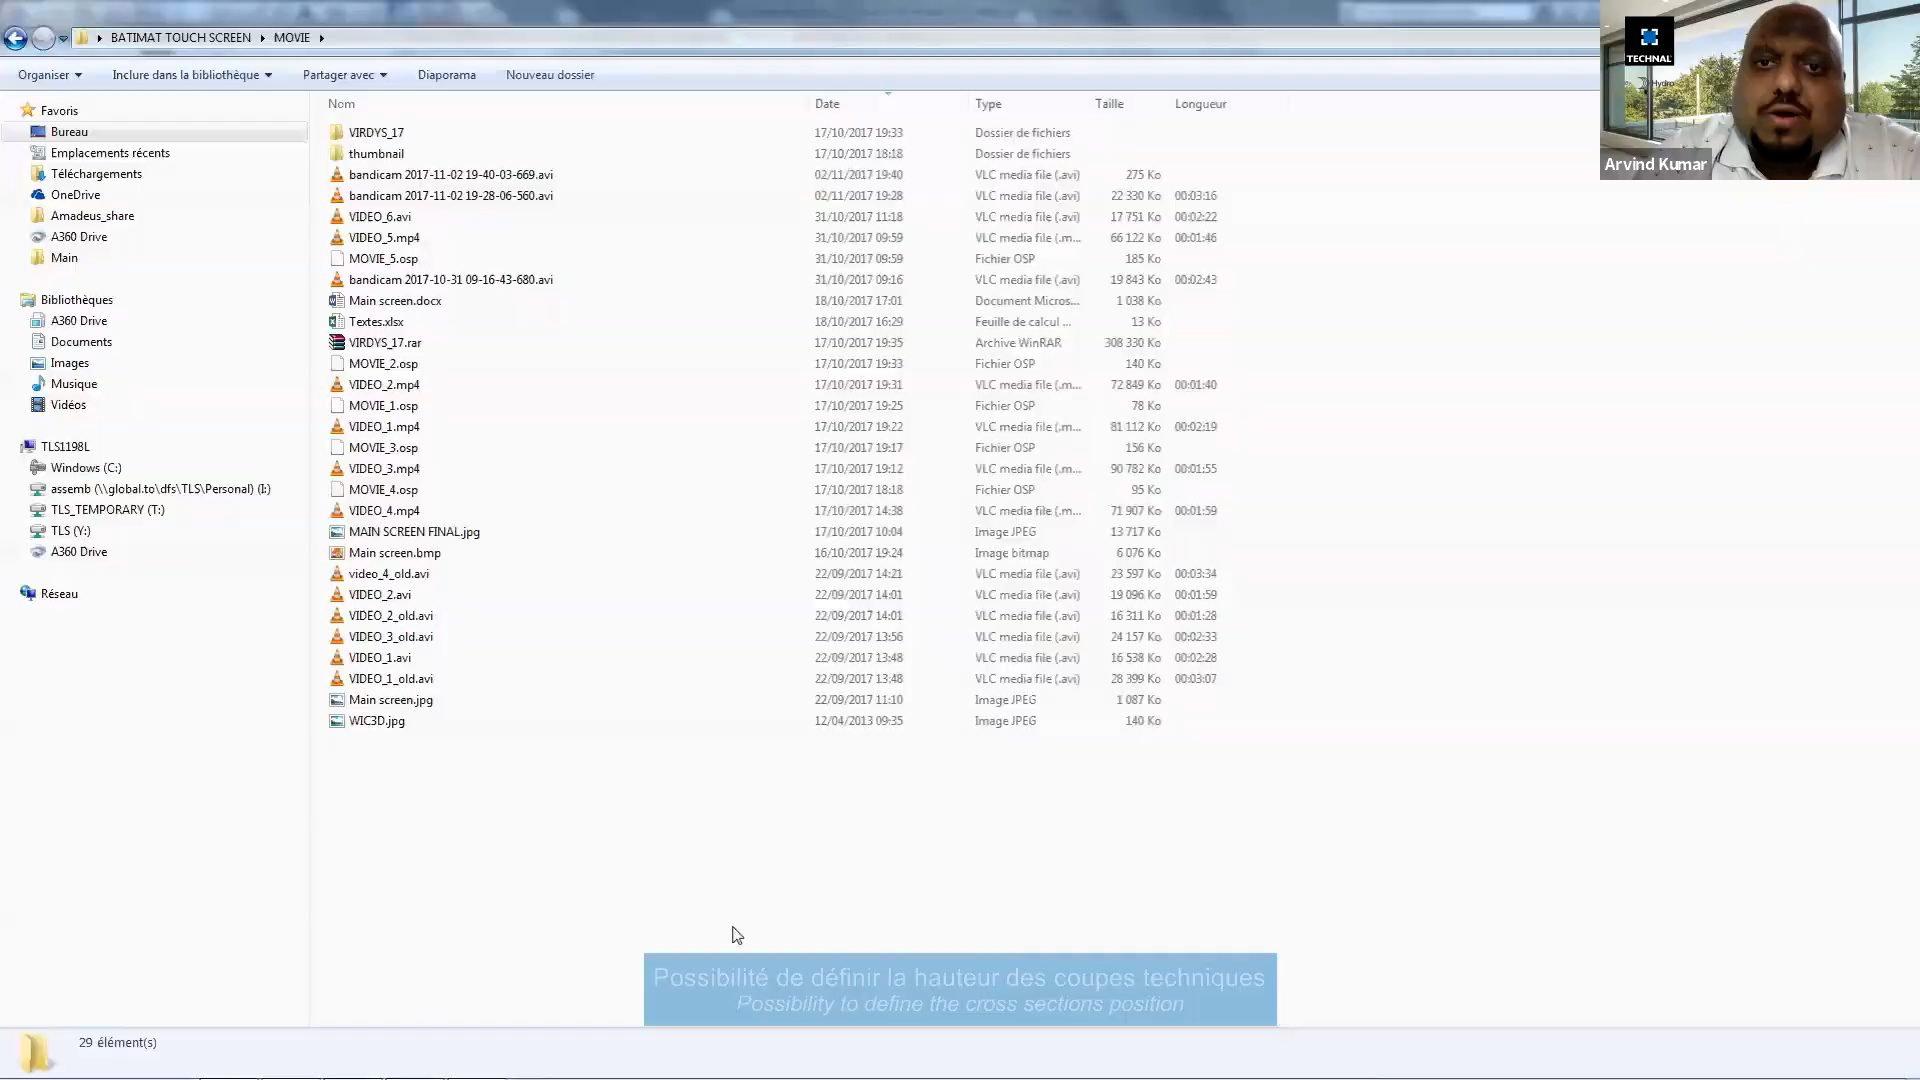 BATIMAT TOUCH SCREEN MOVIE
Organiser Inclure dans la bibliothèque Partager avec Diaporama Nouveau dossier
TECHNAL
Hydro
Arvind Kumar
Favoris
Bureau
Emplacements récents
Téléchargements
OneDrive
Amadeus_share
A360 Drive
Main
Bibliothèques
A360 Drive
Documents
Images
Musique
Vidéos
TLS1198L
Windows (C:)
assemb (\\global.to\dfs\TLS\Personal) (I:)
TLS_TEMPORARY (T:)
TLS (Y:)
A360 Drive
Réseau
Nom Date Type Taille Longueur
VIRDYS_17 17/10/2017 19:33 Dossier de fichiers
thumbnail 17/10/2017 18:18 Dossier de fichiers
bandicam 2017-11-02 19-40-03-669.avi 02/11/2017 19:40 VLC media file (.avi) 275 Ko
bandicam 2017-11-02 19-28-06-560.avi 02/11/2017 19:28 VLC media file (.avi) 22 330 Ko 00:03:16
VIDEO_6.avi 31/10/2017 11:18 VLC media file (.avi) 17 751 Ko 00:02:22
VIDEO_5.mp4 31/10/2017 09:59 VLC media file (.m... 66 122 Ko 00:01:46
MOVIE_5.osp 31/10/2017 09:59 Fichier OSP 185 Ko
bandicam 2017-10-31 09-16-43-680.avi 31/10/2017 09:16 VLC media file (.avi) 19 843 Ko 00:02:43
Main screen.docx 18/10/2017 17:01 Document Micros... 1 038 Ko
Textes.xlsx 18/10/2017 16:29 Feuille de calcul ... 13 Ko
VIRDYS_17.rar 17/10/2017 19:35 Archive WinRAR 308 330 Ko
MOVIE_2.osp 17/10/2017 19:33 Fichier OSP 140 Ko
VIDEO_2.mp4 17/10/2017 19:31 VLC media file (.m... 72 849 Ko 00:01:40
MOVIE_1.osp 17/10/2017 19:25 Fichier OSP 78 Ko
VIDEO_1.mp4 17/10/2017 19:22 VLC media file (.m... 81 112 Ko 00:02:19
MOVIE_3.osp 17/10/2017 19:17 Fichier OSP 156 Ko
VIDEO_3.mp4 17/10/2017 19:12 VLC media file (.m... 90 782 Ko 00:01:55
MOVIE_4.osp 17/10/2017 18:18 Fichier OSP 95 Ko
VIDEO_4.mp4 17/10/2017 14:38 VLC media file (.m... 71 907 Ko 00:01:59
MAIN SCREEN FINAL.jpg 17/10/2017 10:04 Image JPEG 13 717 Ko
Main screen.bmp 16/10/2017 19:24 Image bitmap 6 076 Ko
video_4_old.avi 22/09/2017 14:21 VLC media file (.avi) 23 597 Ko 00:03:34
VIDEO_2.avi 22/09/2017 14:01 VLC media file (.avi) 19 096 Ko 00:01:59
VIDEO_2_old.avi 22/09/2017 14:01 VLC media file (.avi) 16 311 Ko 00:01:28
VIDEO_3_old.avi 22/09/2017 13:56 VLC media file (.avi) 24 157 Ko 00:02:33
VIDEO_1.avi 22/09/2017 13:48 VLC media file (.avi) 16 538 Ko 00:02:28
VIDEO_1_old.avi 22/09/2017 13:48 VLC media file (.avi) 28 399 Ko 00:03:07
Main screen.jpg 22/09/2017 11:10 Image JPEG 1 087 Ko
WIC3D.jpg 12/04/2013 09:35 Image JPEG 140 Ko
Possibilité de définir la hauteur des coupes techniques
Possibility to define the cross sections position
29 élément(s)